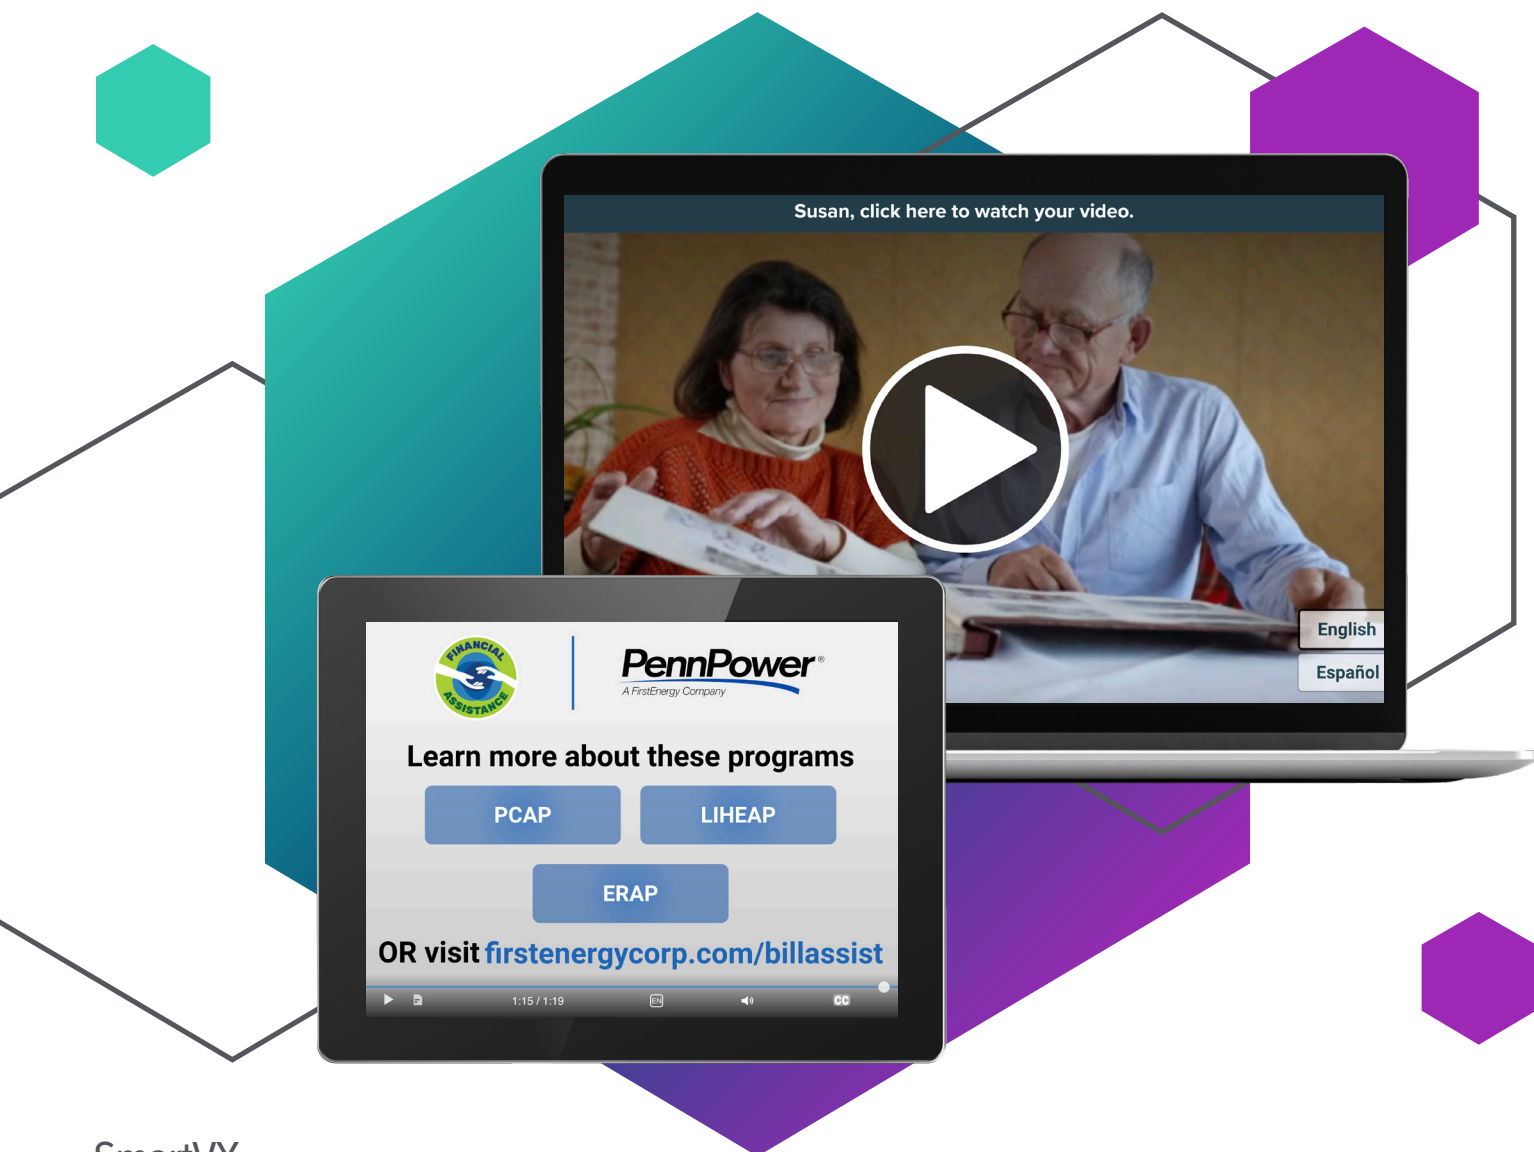 Susan, click here to watch your video.
English
Español
FINANCIAL
ASSISTANCE
PennPower®
A FirstEnergy Company
Learn more about these programs
PCAP
LIHEAP
ERAP
OR visit firstenergycorp.com/billassist
1:15 / 1:19
EN
CC
SmartVX